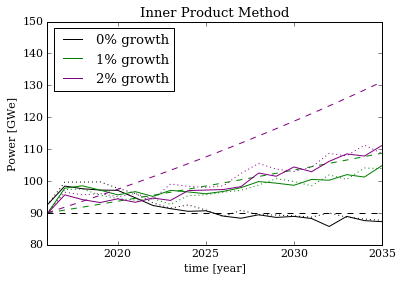 Inner Product Method
150
140
130
120
110
100
90
80
Power [GWe]
0% growth
1% growth
2% growth
2020
2025
2030
2035
time [year]